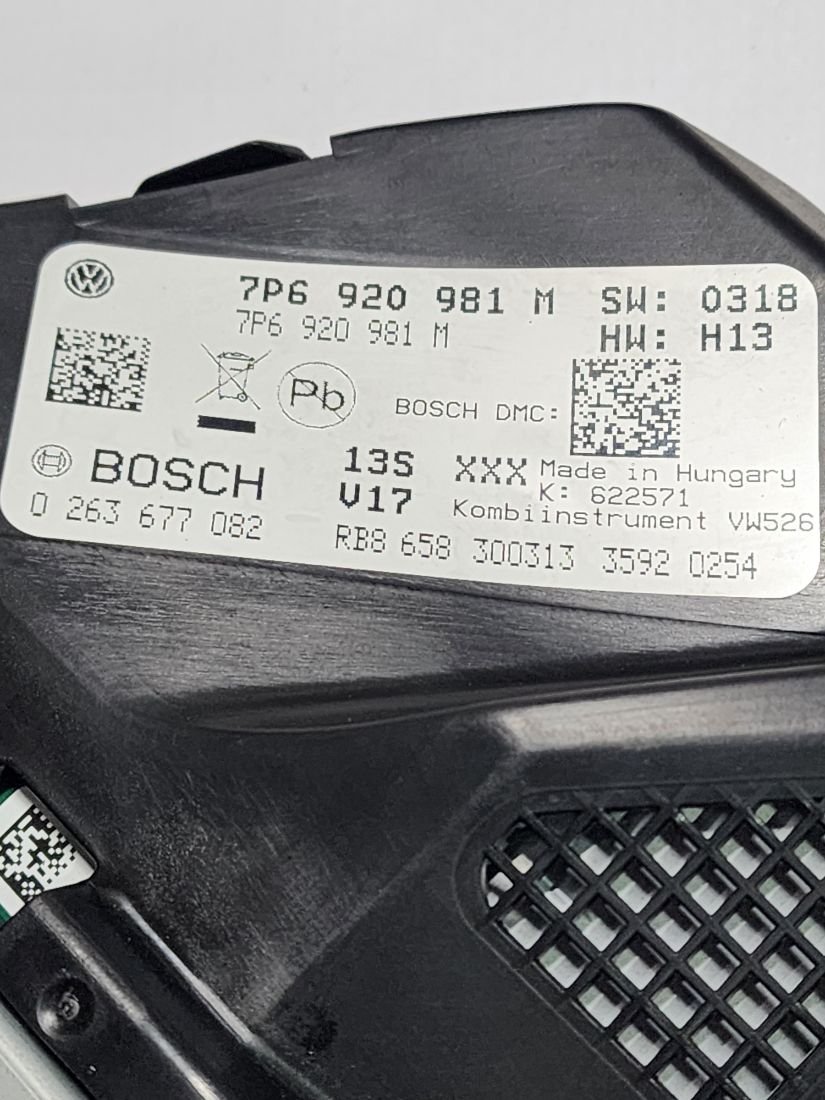 7P6 920 981 M SW: 0318
7P6 920 981 M HW: H13
Pb
BOSCH DMC:
BOSCH 13S XXX Made in Hungary
V17 K: 622571
0 263 677 082 Kombiinstrument VW526
RB8 658 300313 3592 0254